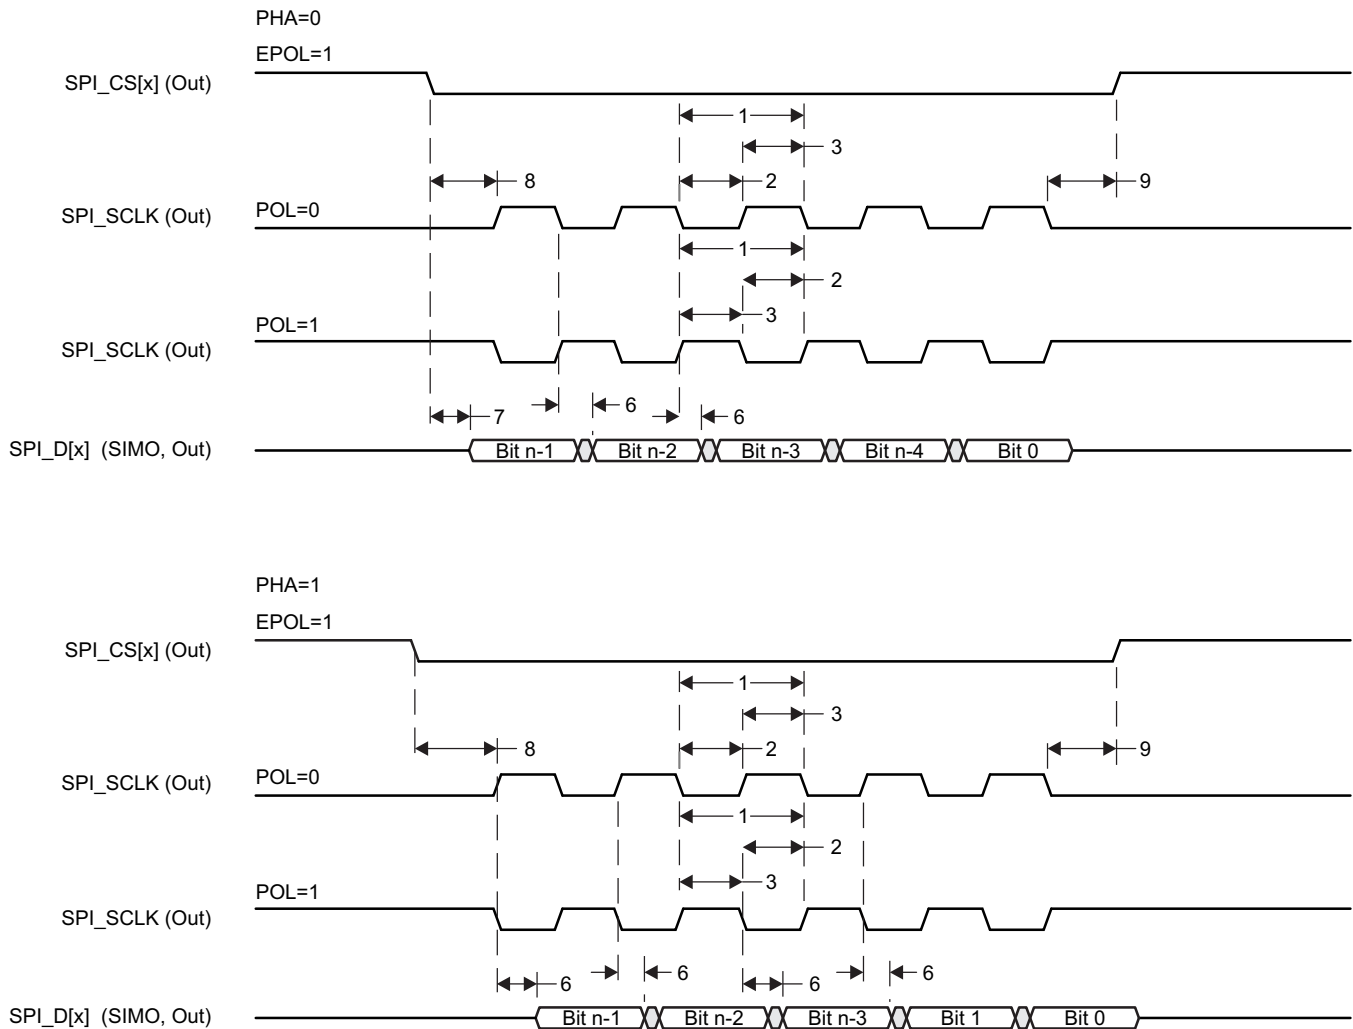 PHA=0
EPOL=1
SPI_CS[x] (Out)
1
3
8 2 9
SPI_SCLK (Out) POL=0
1
2
3
POL=1
SPI_SCLK (Out)
6 6
7
SPI_D[x] (SIMO, Out) Bit n-1 Bit n-2 Bit n-3 Bit n-4 Bit 0
PHA=1
EPOL=1
SPI_CS[x] (Out)
1
3
8 2 9
SPI_SCLK (Out) POL=0
1
2
3
POL=1
SPI_SCLK (Out)
6 6
6 6
SPI_D[x] (SIMO, Out) Bit n-1 Bit n-2 Bit n-3 Bit 1 Bit 0